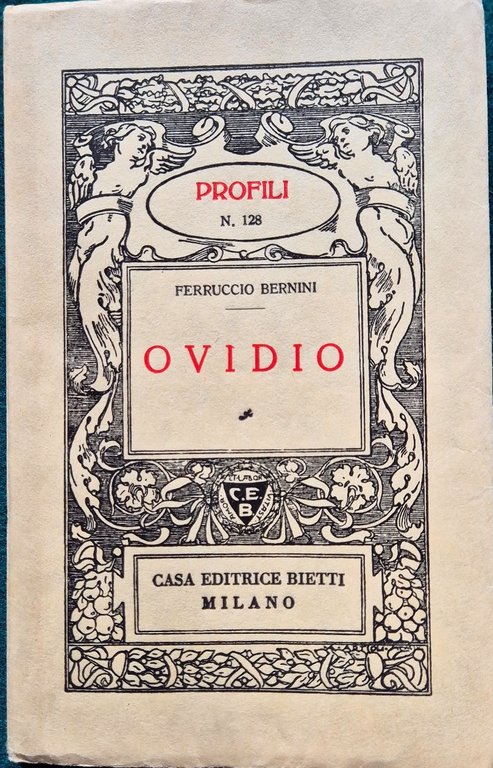 PROFILI
N. 128
FERRUCCIO BERNINI
OVIDIO
C.E.
B
CASA EDITRICE BIETTI
MILANO